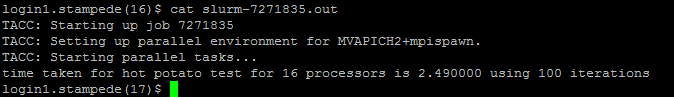 login1.stampede(16)$ cat slurm-7271835.out
TACC: Starting up job 7271835
TACC: Setting up parallel environment for MVAPICH2+mpispawn.
TACC: Starting parallel tasks...
time taken for hot potato test for 16 processors is 2.490000 using 100 iterations
login1.stampede(17)$